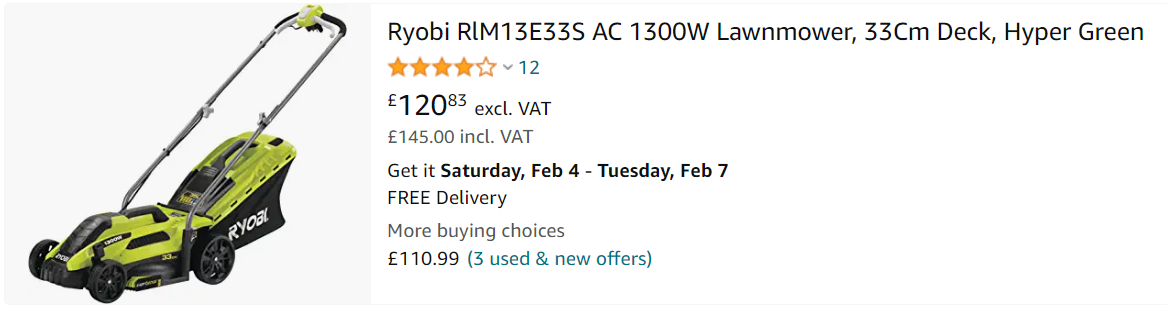 Ryobi RlM13E33S AC 1300W Lawnmower, 33Cm Deck, Hyper Green
12
£12083 excl. VAT
£145.00 incl. VAT
Get it Saturday, Feb 4 - Tuesday, Feb 7
FREE Delivery
More buying choices
£110.99 (3 used & new offers)
RYOBI
1300W
RYOBI
33